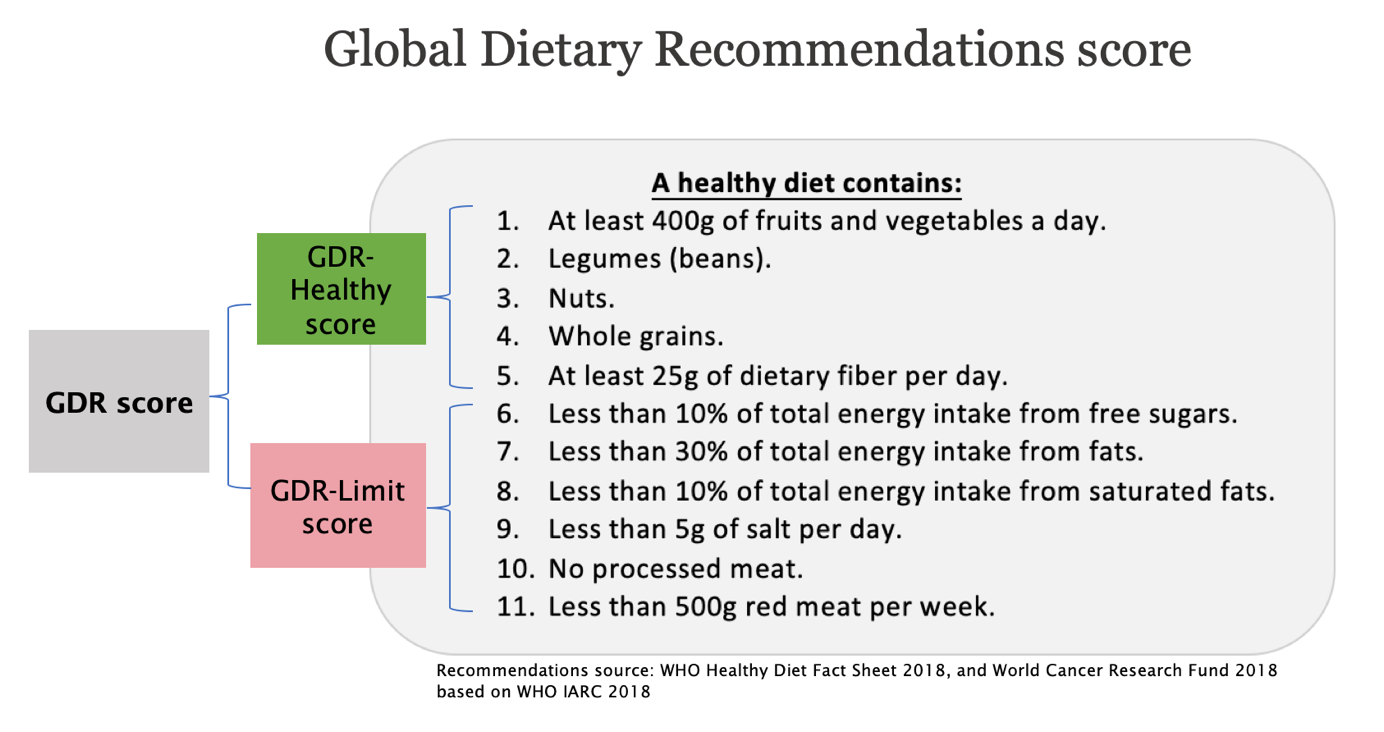 Global Dietary Recommendations score
A healthy diet contains:
GDR-
Healthy
score
GDR score
GDR-Limit
score
1. At least 400g of fruits and vegetables a day.
2. Legumes (beans).
3. Nuts.
4. Whole grains.
5. At least 25g of dietary fiber per day.
6. Less than 10% of total energy intake from free sugars.
7. Less than 30% of total energy intake from fats.
8. Less than 10% of total energy intake from saturated fats.
9. Less than 5g of salt per day.
10. No processed meat.
11. Less than 500g red meat per week.
Recommendations source: WHO Healthy Diet Fact Sheet 2018, and World Cancer Research Fund 2018
based on WHO IARC 2018